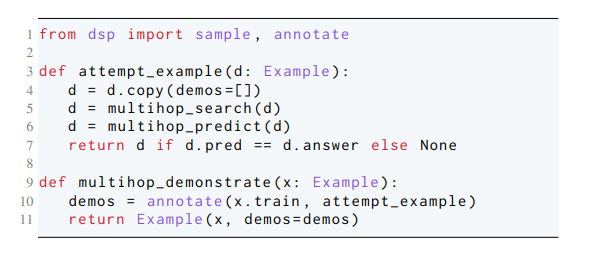 1 from dsp import sample, annotate
2
3 def attempt_example(d: Example):
4     d = d.copy(demos=[])
5     d = multihop_search(d)
6     d = multihop_predict(d)
7     return d if d.pred == d.answer else None
8
9 def multihop_demonstrate(x: Example):
10     demos = annotate(x.train, attempt_example)
11     return Example(x, demos=demos)